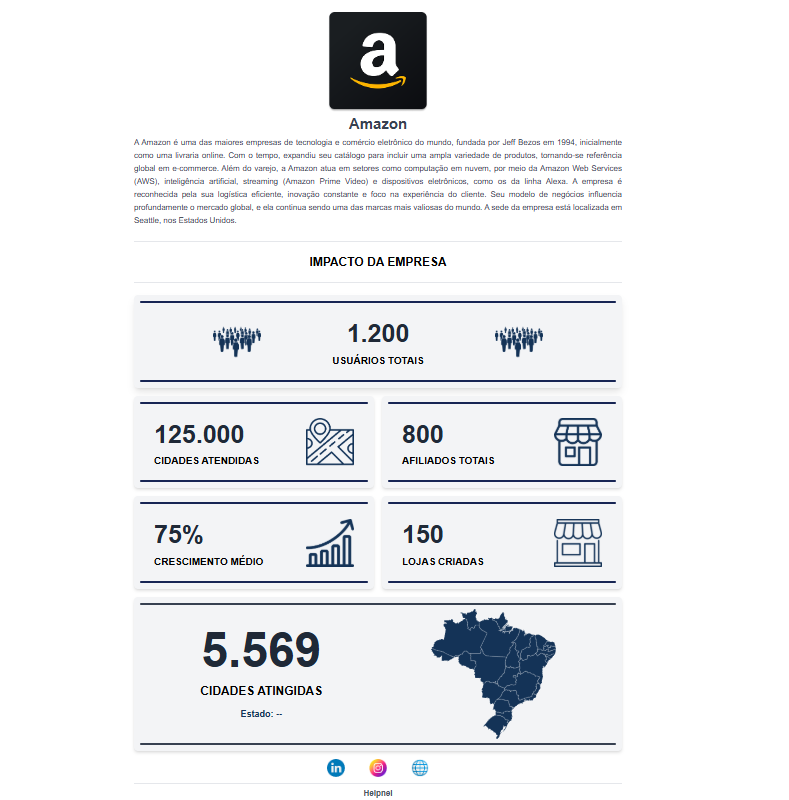 a
Amazon
A Amazon é uma das maiores empresas de tecnologia e comércio eletrônico do mundo, fundada por Jeff Bezos em 1994, inicialmente
como uma livraria online. Com o tempo, expandiu seu catálogo para incluir uma ampla variedade de produtos, tornando-se referência
global em e-commerce. Além do varejo, a Amazon atua em setores como computação em nuvem, por meio da Amazon Web Services
(AWS), inteligência artificial, streaming (Amazon Prime Video) e dispositivos eletrônicos, como os da linha Alexa. A empresa é
reconhecida pela sua logística eficiente, inovação constante e foco na experiência do cliente. Seu modelo de negócios influencia
profundamente o mercado global, e ela continua sendo uma das marcas mais valiosas do mundo. A sede da empresa está localizada em
Seattle, nos Estados Unidos.
IMPACTO DA EMPRESA
1.200
USUÁRIOS TOTAIS
125.000
CIDADES ATENDIDAS
800
AFILIADOS TOTAIS
75%
CRESCIMENTO MÉDIO
150
LOJAS CRIADAS
5.569
CIDADES ATINGIDAS
Estado: --
in
Helpnei